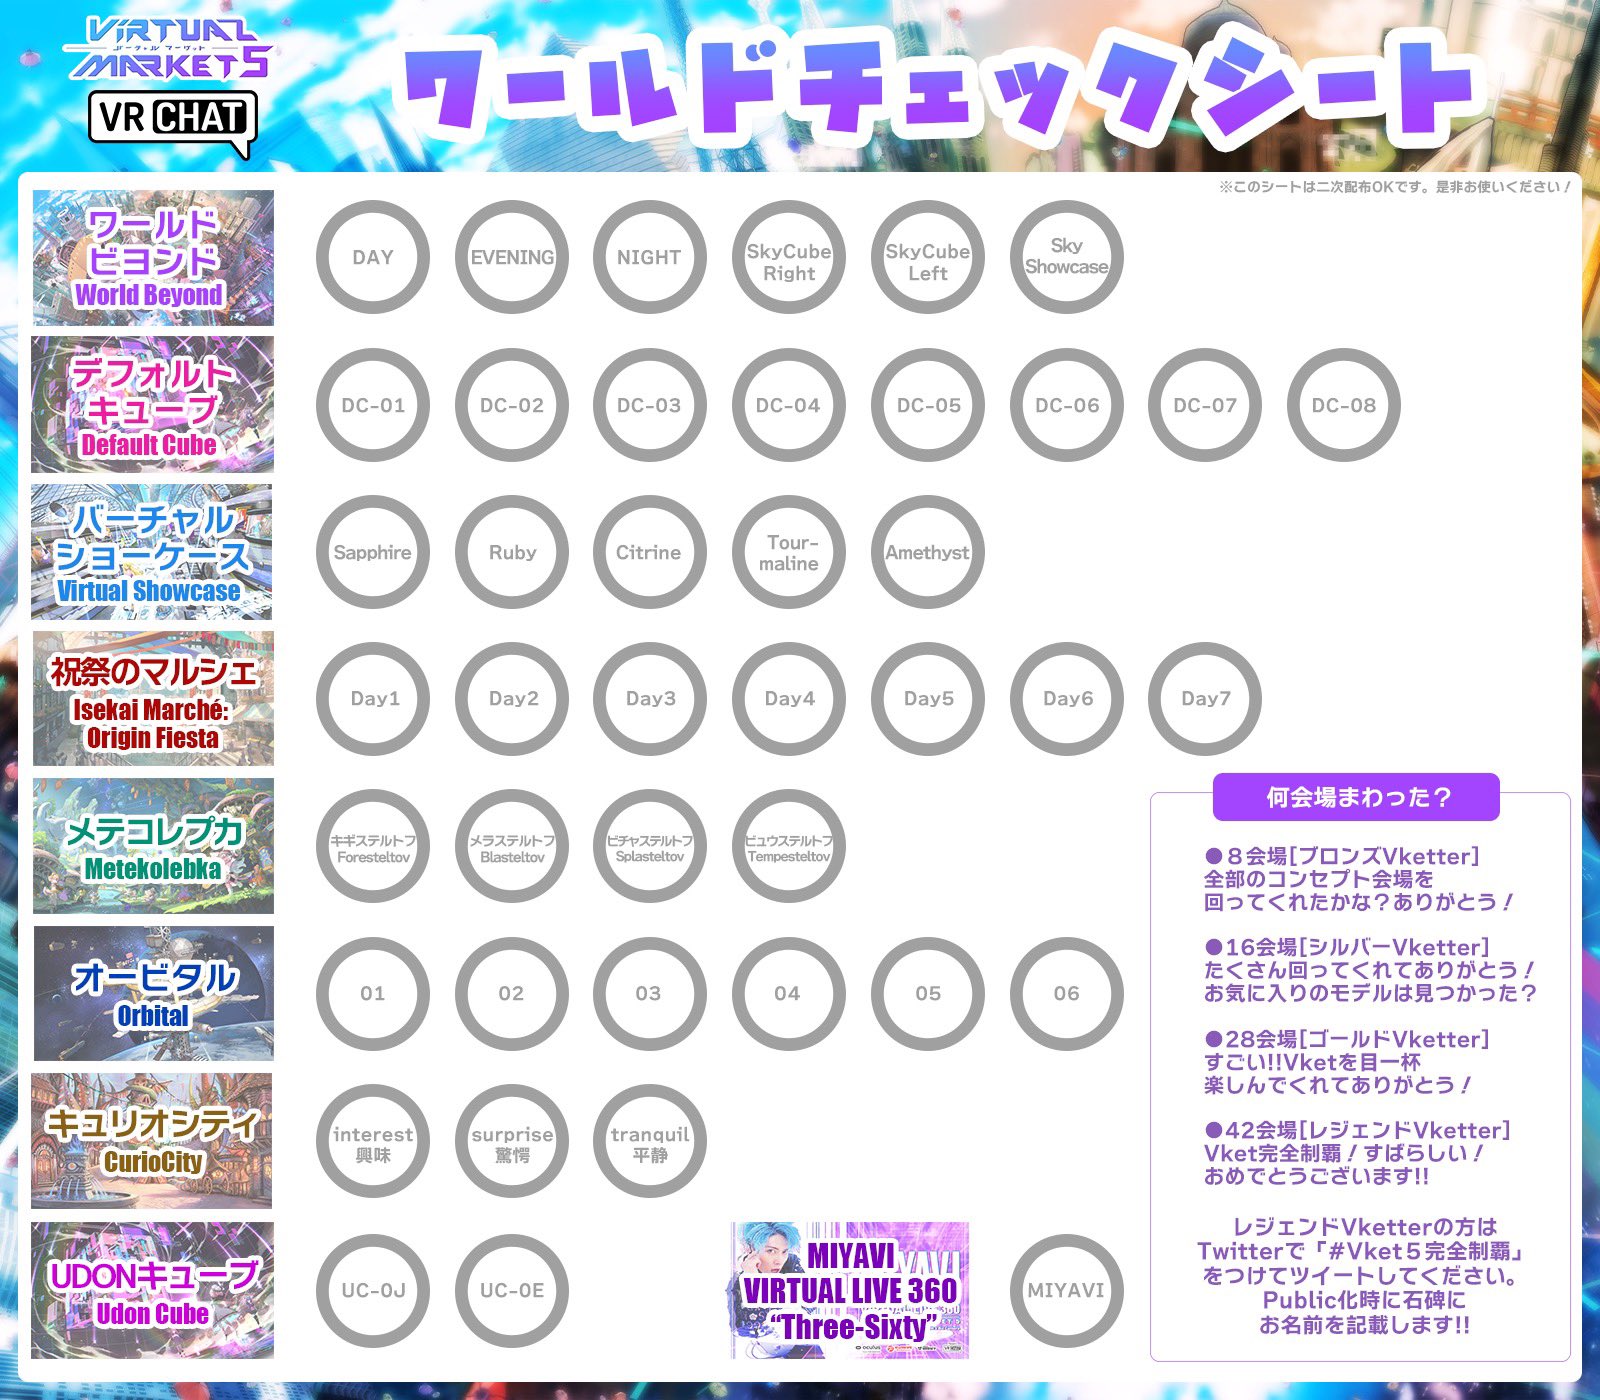 ViRTUAL
バーチャル マーケット
MARKET5
VR CHAT
ワールドチェックシート
※このシートは二次配布OKです。是非お使いください！
ワールド
ビヨンド
World Beyond
DAY
EVENING
NIGHT
SkyCube
Right
SkyCube
Left
Sky
Showcase
デフォルト
キューブ
Default Cube
DC-01
DC-02
DC-03
DC-04
DC-05
DC-06
DC-07
DC-08
バーチャル
ショーケース
Virtual Showcase
Sapphire
Ruby
Citrine
Tour-
maline
Amethyst
祝祭のマルシェ
Isekai Marché:
Origin Fiesta
Day1
Day2
Day3
Day4
Day5
Day6
Day7
メテコレプカ
Metekolebka
キギステルトフ
Foresteltov
メラステルトフ
Blasteltov
ビチャステルトフ
Splasteltov
ビュウステルトフ
Tempesteltov
オービタル
Orbital
01
02
03
04
05
06
キュリオシティ
CurioCity
interest
興味
surprise
驚愕
tranquil
平静
UDONキューブ
Udon Cube
UC-0J
UC-0E
MIYAVI
VIRTUAL LIVE 360
“Three-Sixty”
MIYAVI
何会場まわった？
●８会場[ブロンズVketter]
全部のコンセプト会場を
回ってくれたかな？ありがとう！
●16会場[シルバーVketter]
たくさん回ってくれてありがとう！
お気に入りのモデルは見つかった？
●28会場[ゴールドVketter]
すごい!!Vketを目一杯
楽しんでくれてありがとう！
●42会場[レジェンドVketter]
Vket完全制覇！すばらしい！
おめでとうございます!!
レジェンドVketterの方は
Twitterで「#Vket５完全制覇」
をつけてツイートしてください。
Public化時に石碑に
お名前を記載します!!